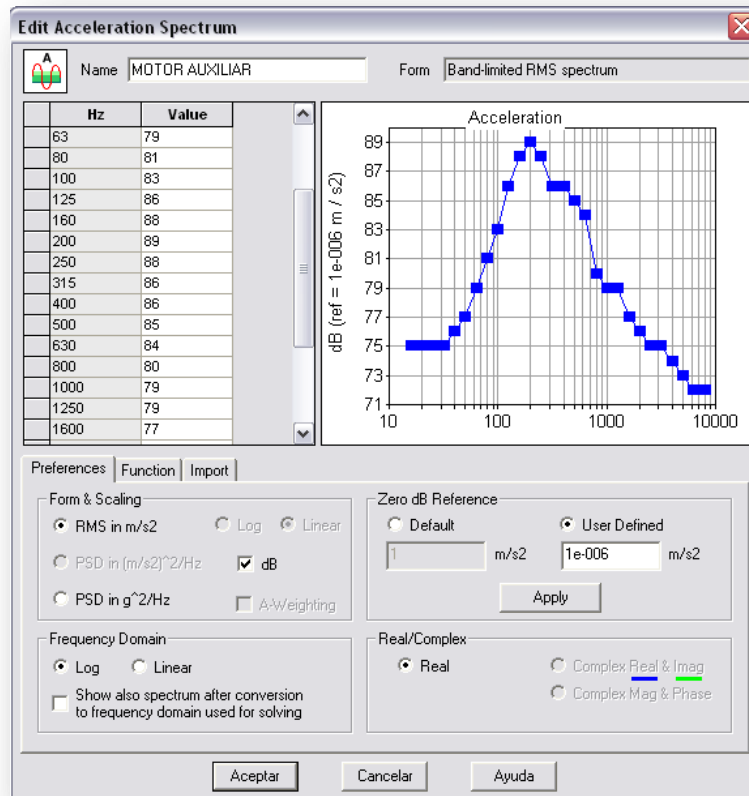 Edit Acceleration Spectrum
A
Name MOTOR AUXILIAR Form Band-limited RMS spectrum
Hz Value
63 79
80 81
100 83
125 86
160 88
200 89
250 88
315 86
400 86
500 85
630 84
800 80
1000 79
1250 79
1600 77
Acceleration
dB (ref = 1e-006 m / s2)
89
87
85
83
81
79
77
75
73
71
10 100 1000 10000
Preferences Function Import
Form & Scaling
RMS in m/s2 Log Linear
PSD in (m/s2)^2/Hz dB
PSD in g^2/Hz A-Weighting
Zero dB Reference
Default User Defined
1 m/s2 1e-006 m/s2
Apply
Frequency Domain
Log Linear
Show also spectrum after conversion
to frequency domain used for solving
Real/Complex
Real Complex Real & Imag
Complex Mag & Phase
Aceptar Cancelar Ayuda